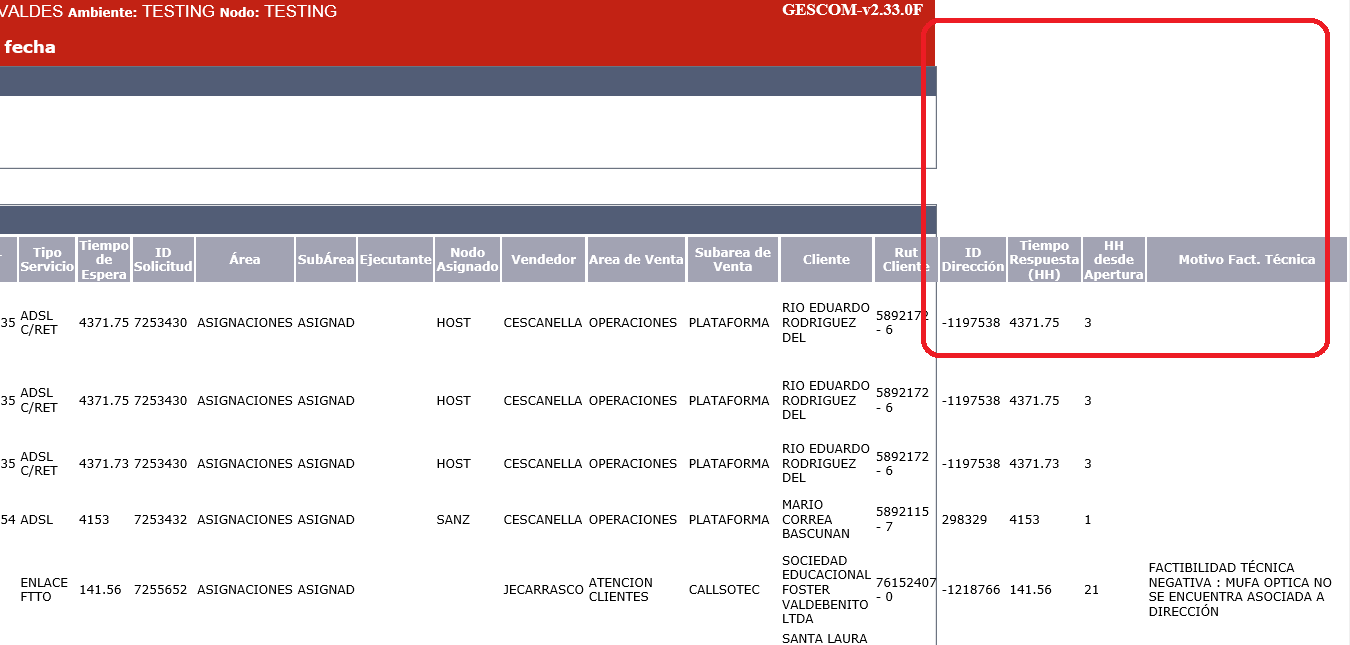 VALDES Ambiente: TESTING Nodo: TESTING GESCOM-v2.33.0F
fecha
Tipo Servicio Tiempo de Espera ID Solicitud Área SubÁrea Ejecutante Nodo Asignado Vendedor Area de Venta Subarea de Venta Cliente Rut Cliente ID Dirección Tiempo Respuesta (HH) HH desde Apertura Motivo Fact. Técnica
35 ADSL C/RET 4371.75 7253430 ASIGNACIONES ASIGNAD HOST CESCANELLA OPERACIONES PLATAFORMA RIO EDUARDO RODRIGUEZ DEL 5892172 - 6 -1197538 4371.75 3
35 ADSL C/RET 4371.75 7253430 ASIGNACIONES ASIGNAD HOST CESCANELLA OPERACIONES PLATAFORMA RIO EDUARDO RODRIGUEZ DEL 5892172 - 6 -1197538 4371.75 3
35 ADSL C/RET 4371.73 7253430 ASIGNACIONES ASIGNAD HOST CESCANELLA OPERACIONES PLATAFORMA RIO EDUARDO RODRIGUEZ DEL 5892172 - 6 -1197538 4371.73 3
54 ADSL 4153 7253432 ASIGNACIONES ASIGNAD SANZ CESCANELLA OPERACIONES PLATAFORMA MARIO CORREA BASCUNAN 5892115 - 7 298329 4153 1
ENLACE FTTO 141.56 7255652 ASIGNACIONES ASIGNAD JECARRASCO ATENCION CLIENTES CALLSOTEC SOCIEDAD EDUCACIONAL FOSTER VALDEBENITO LTDA 76152407 - 0 -1218766 141.56 21 FACTIBILIDAD TÉCNICA NEGATIVA : MUFA OPTICA NO SE ENCUENTRA ASOCIADA A DIRECCIÓN
SANTA LAURA